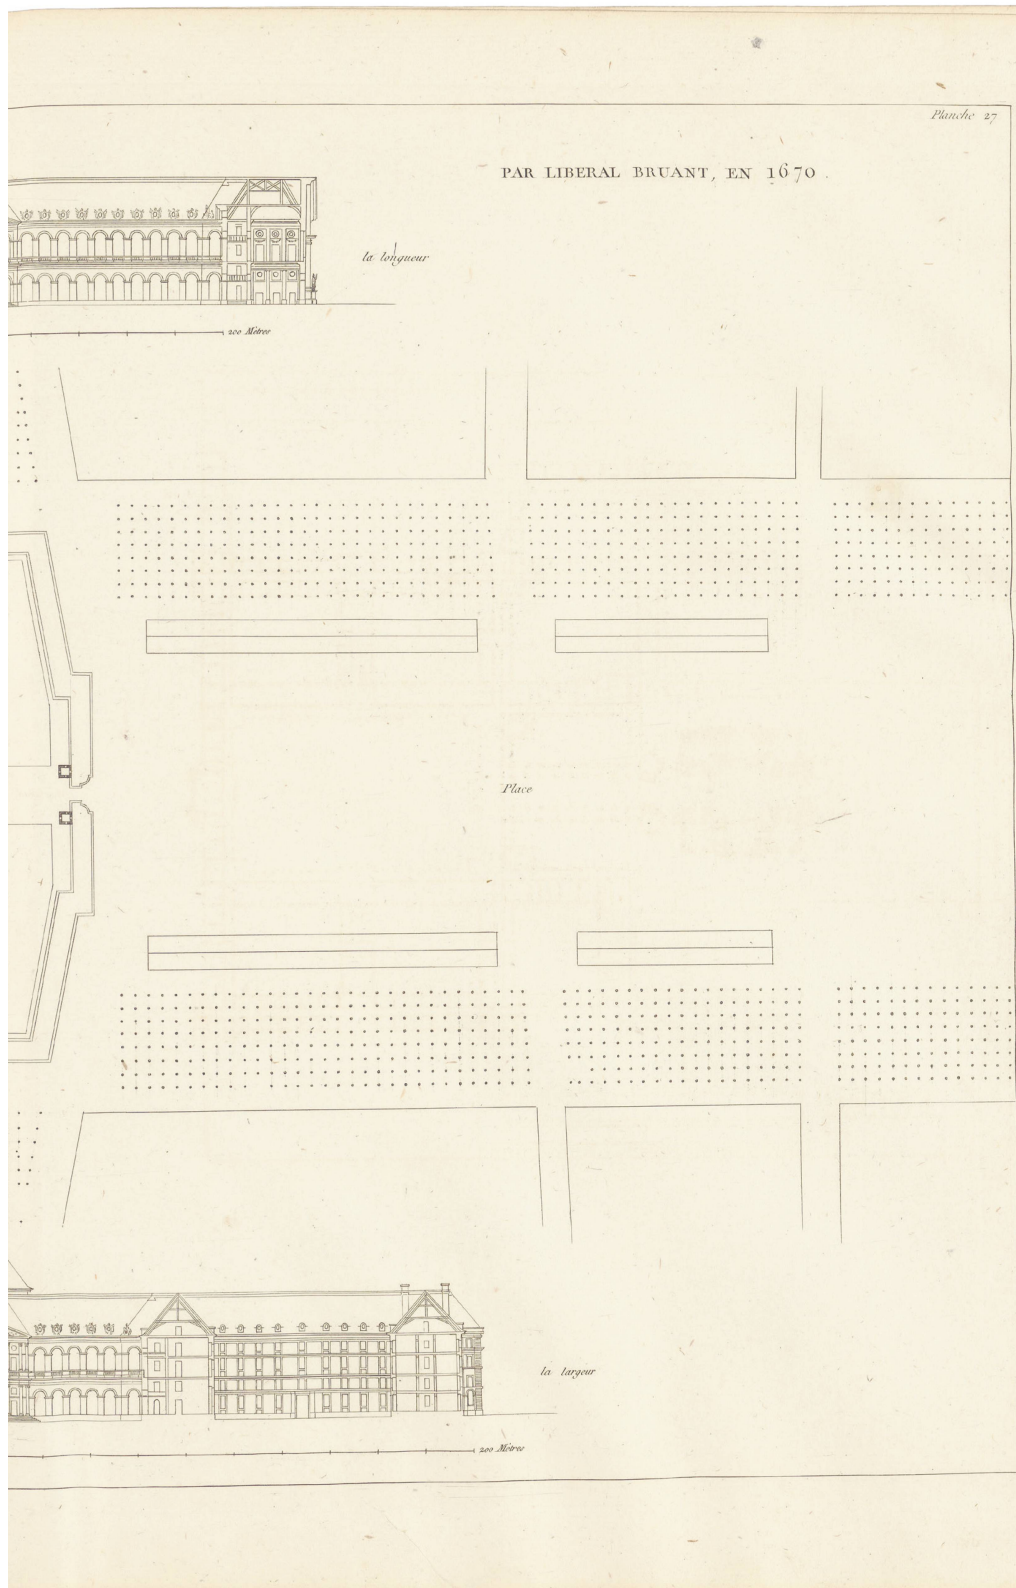 Planche 27
PAR LIBERAL BRUANT, EN 1670.
la longueur
200 Mètres
Place
la largeur
200 Mètres